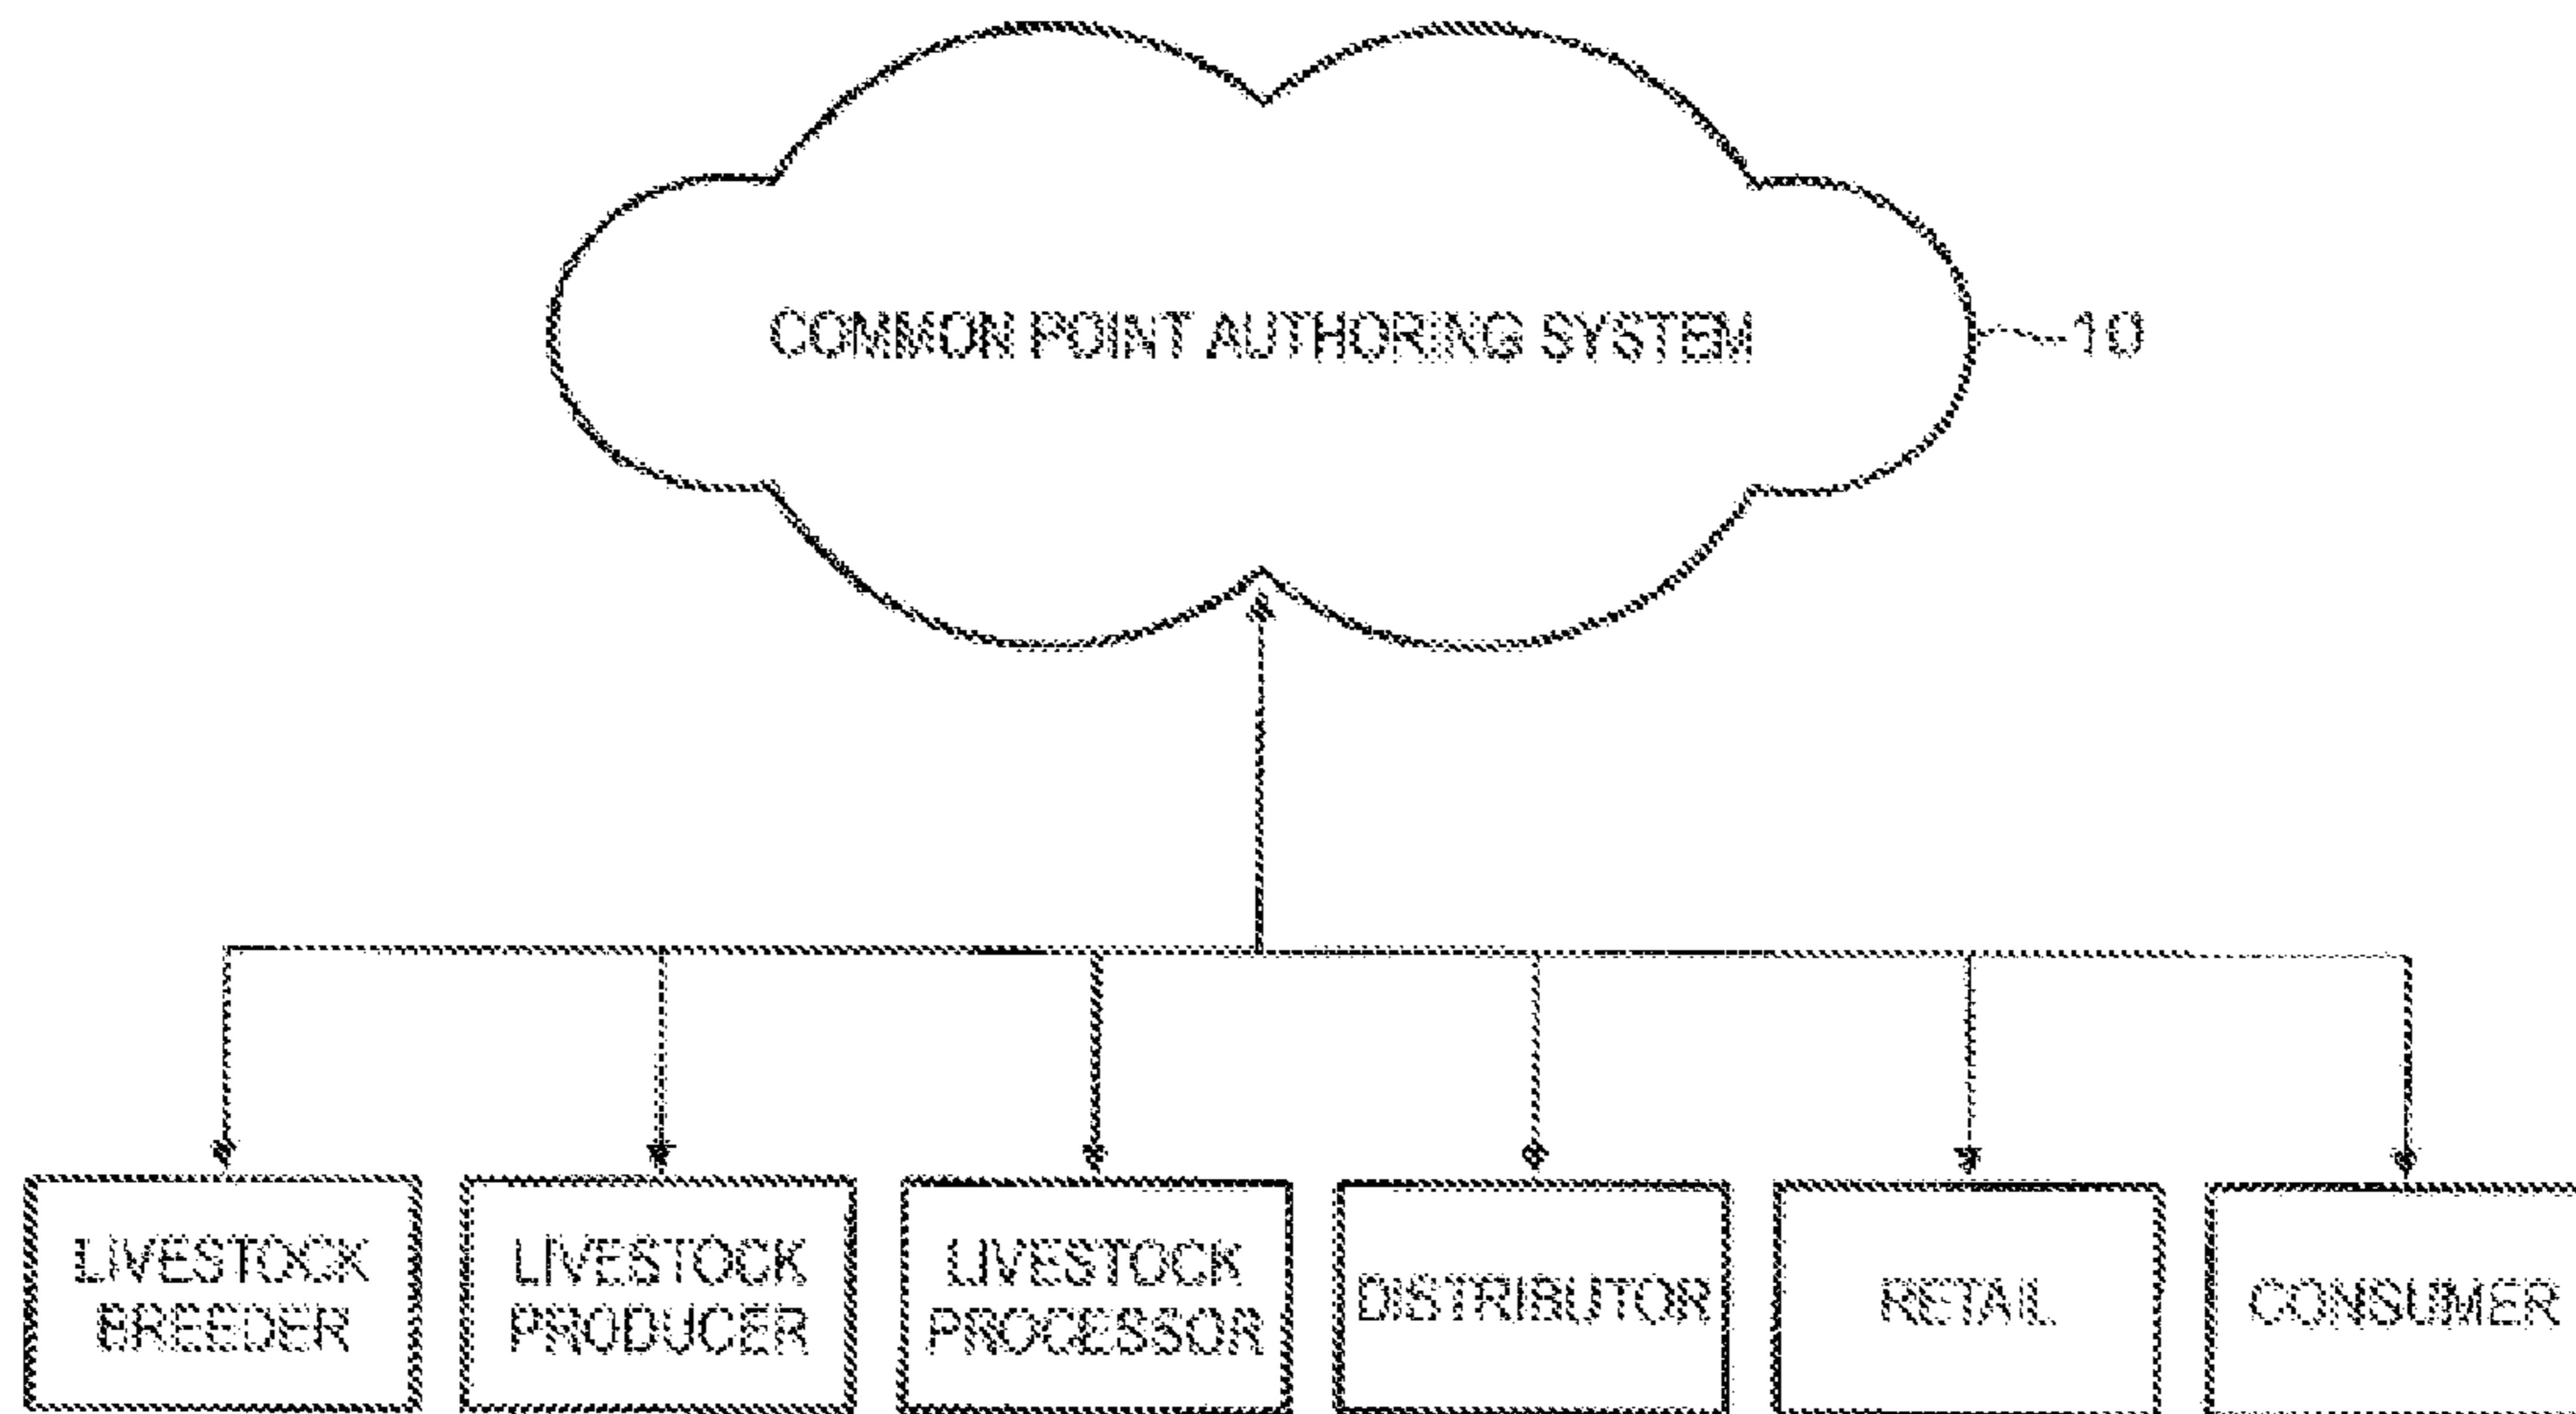 COMMON POINT AUTHORING SYSTEM
10
LIVESTOCK
BREEDER
LIVESTOCK
PRODUCER
LIVESTOCK
PROCESSOR
DISTRIBUTOR
RETAIL
CONSUMER